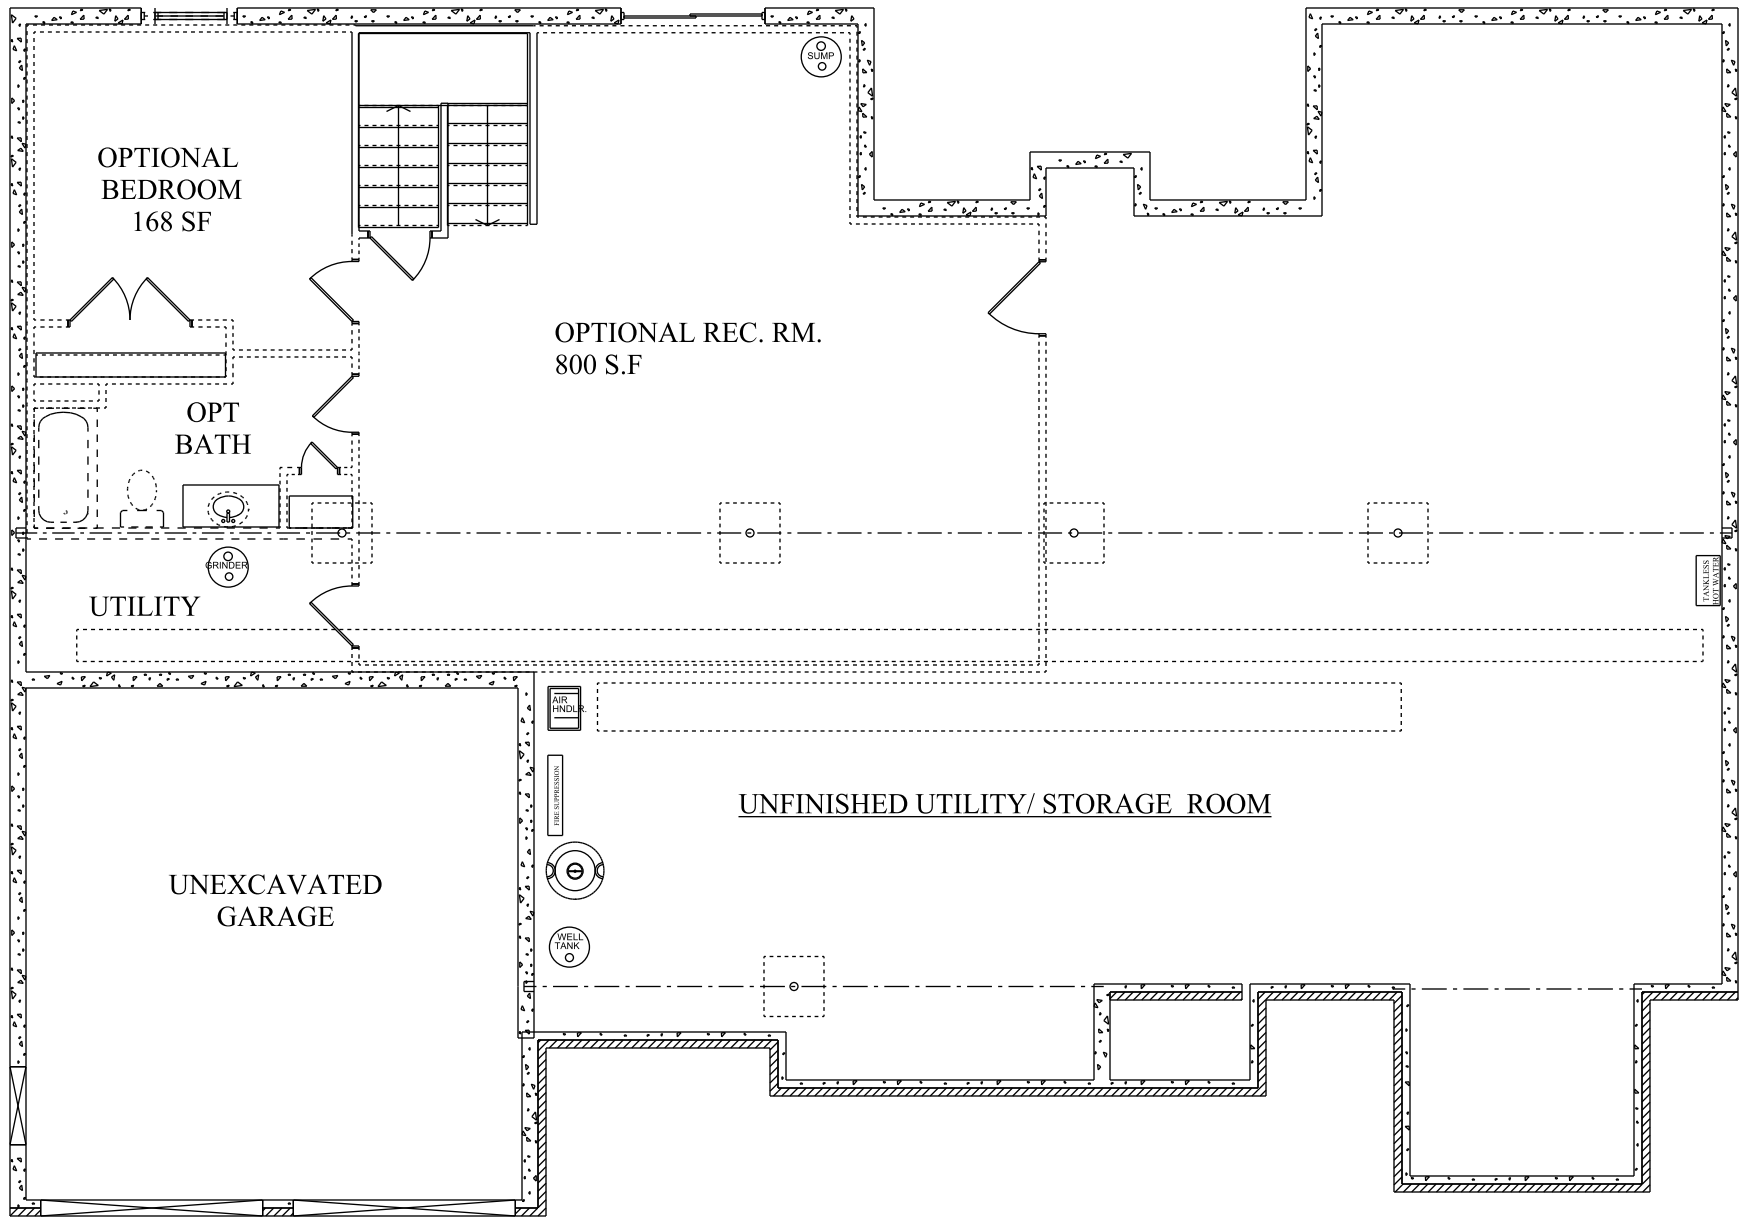 SUMP
OPTIONAL
BEDROOM
168 SF
OPTIONAL REC. RM.
800 S.F
OPT
BATH
GRINDER
UTILITY
TANKLESS
HOT WATER
AIR
HNDLR.
FIRE SUPPRESSION
UNFINISHED UTILITY/ STORAGE ROOM
UNEXCAVATED
GARAGE
WELL
TANK